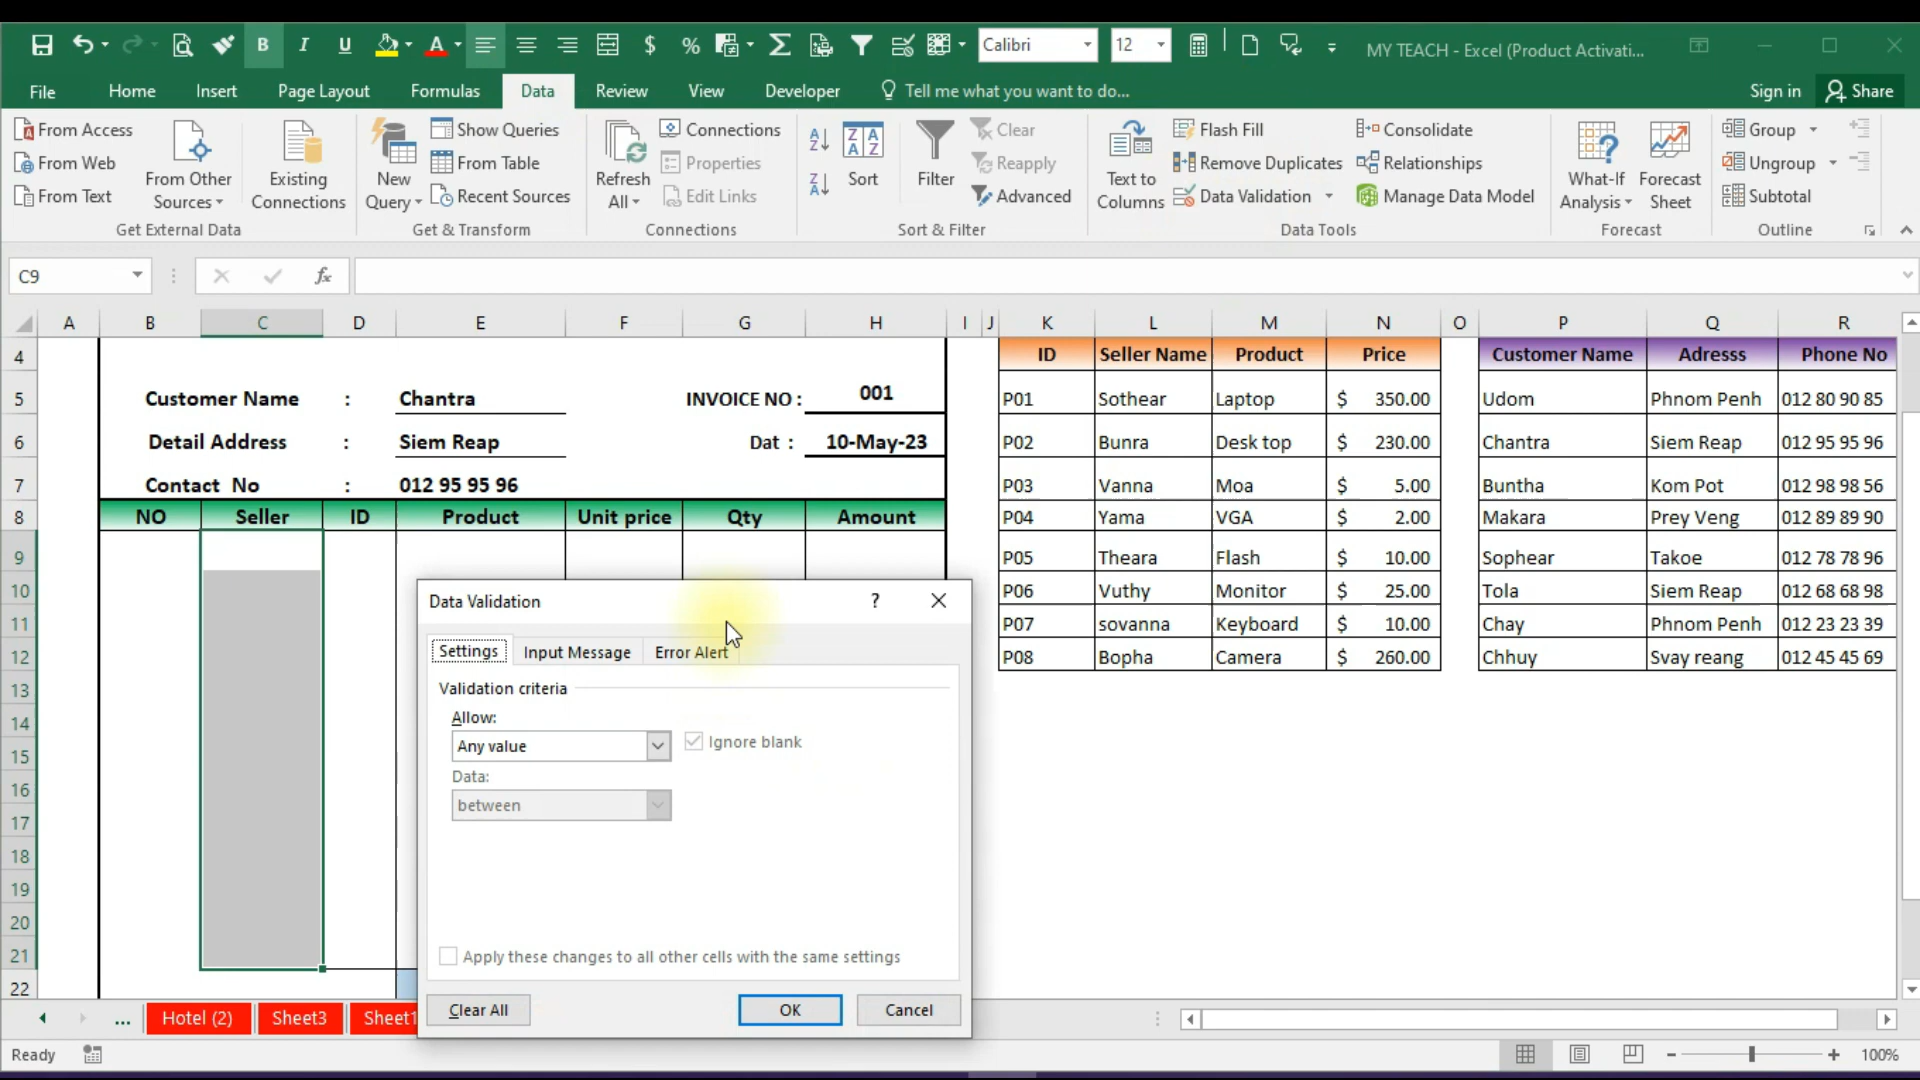 B I U $ % Σ Calibri 12 MY TEACH - Excel (Product Activati...
File Home Insert Page Layout Formulas Data Review View Developer Tell me what you want to do... Sign in Share
From Access
From Web
From Text
From Other Sources
Existing Connections
Get External Data
New Query
Show Queries
From Table
Recent Sources
Get & Transform
Refresh All
Connections
Properties
Edit Links
Connections
Sort
Filter
Clear
Reapply
Advanced
Sort & Filter
Text to Columns
Flash Fill
Remove Duplicates
Data Validation
Consolidate
Relationships
Manage Data Model
Data Tools
What-If Analysis
Forecast Sheet
Forecast
Group
Ungroup
Subtotal
Outline
C9 fx
A B C D E F G H I J K L M N O P Q R
4 ID Seller Name Product Price Customer Name Adresss Phone No
5 Customer Name : Chantra INVOICE NO : 001 P01 Sothear Laptop $ 350.00 Udom Phnom Penh 012 80 90 85
6 Detail Address : Siem Reap Dat : 10-May-23 P02 Bunra Desk top $ 230.00 Chantra Siem Reap 012 95 95 96
7 Contact No : 012 95 95 96 P03 Vanna Moa $ 5.00 Buntha Kom Pot 012 98 98 56
8 NO Seller ID Product Unit price Qty Amount P04 Yama VGA $ 2.00 Makara Prey Veng 012 89 89 90
9 P05 Theara Flash $ 10.00 Sophear Takoe 012 78 78 96
10 P06 Vuthy Monitor $ 25.00 Tola Siem Reap 012 68 68 98
11 P07 sovanna Keyboard $ 10.00 Chay Phnom Penh 012 23 23 39
12 P08 Bopha Camera $ 260.00 Chhuy Svay reang 012 45 45 69
13
14
15
16
17
18
19
20
21
22
Data Validation ?
Settings Input Message Error Alert
Validation criteria
Allow:
Any value Ignore blank
Data:
between
Apply these changes to all other cells with the same settings
Clear All OK Cancel
... Hotel (2) Sheet3 Sheet1
Ready 100%